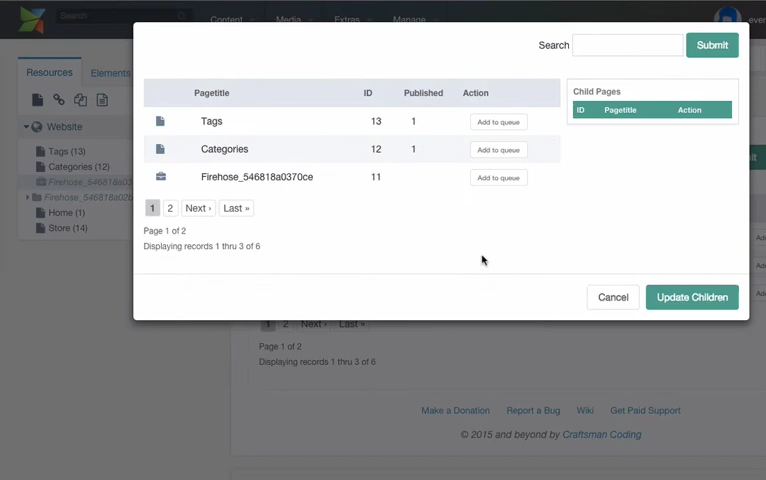 Search
Content
Media
Extras
Manage
Search
Submit
Resources
Elements
Pagetitle ID Published Action
Child Pages
ID Pagetitle Action
Tags 13 1 Add to queue
Categories 12 1 Add to queue
Firehose_546818a0370ce 11 Add to queue
Website
Tags (13)
Categories (12)
Firehose_546818a03
Firehose_546818a02b
Home (1)
Store (14)
1 2 Next › Last »
Page 1 of 2
Displaying records 1 thru 3 of 6
Cancel
Update Children
1 2 Next › Last »
Page 1 of 2
Displaying records 1 thru 3 of 6
Make a Donation Report a Bug Wiki Get Paid Support
© 2015 and beyond by Craftsman Coding